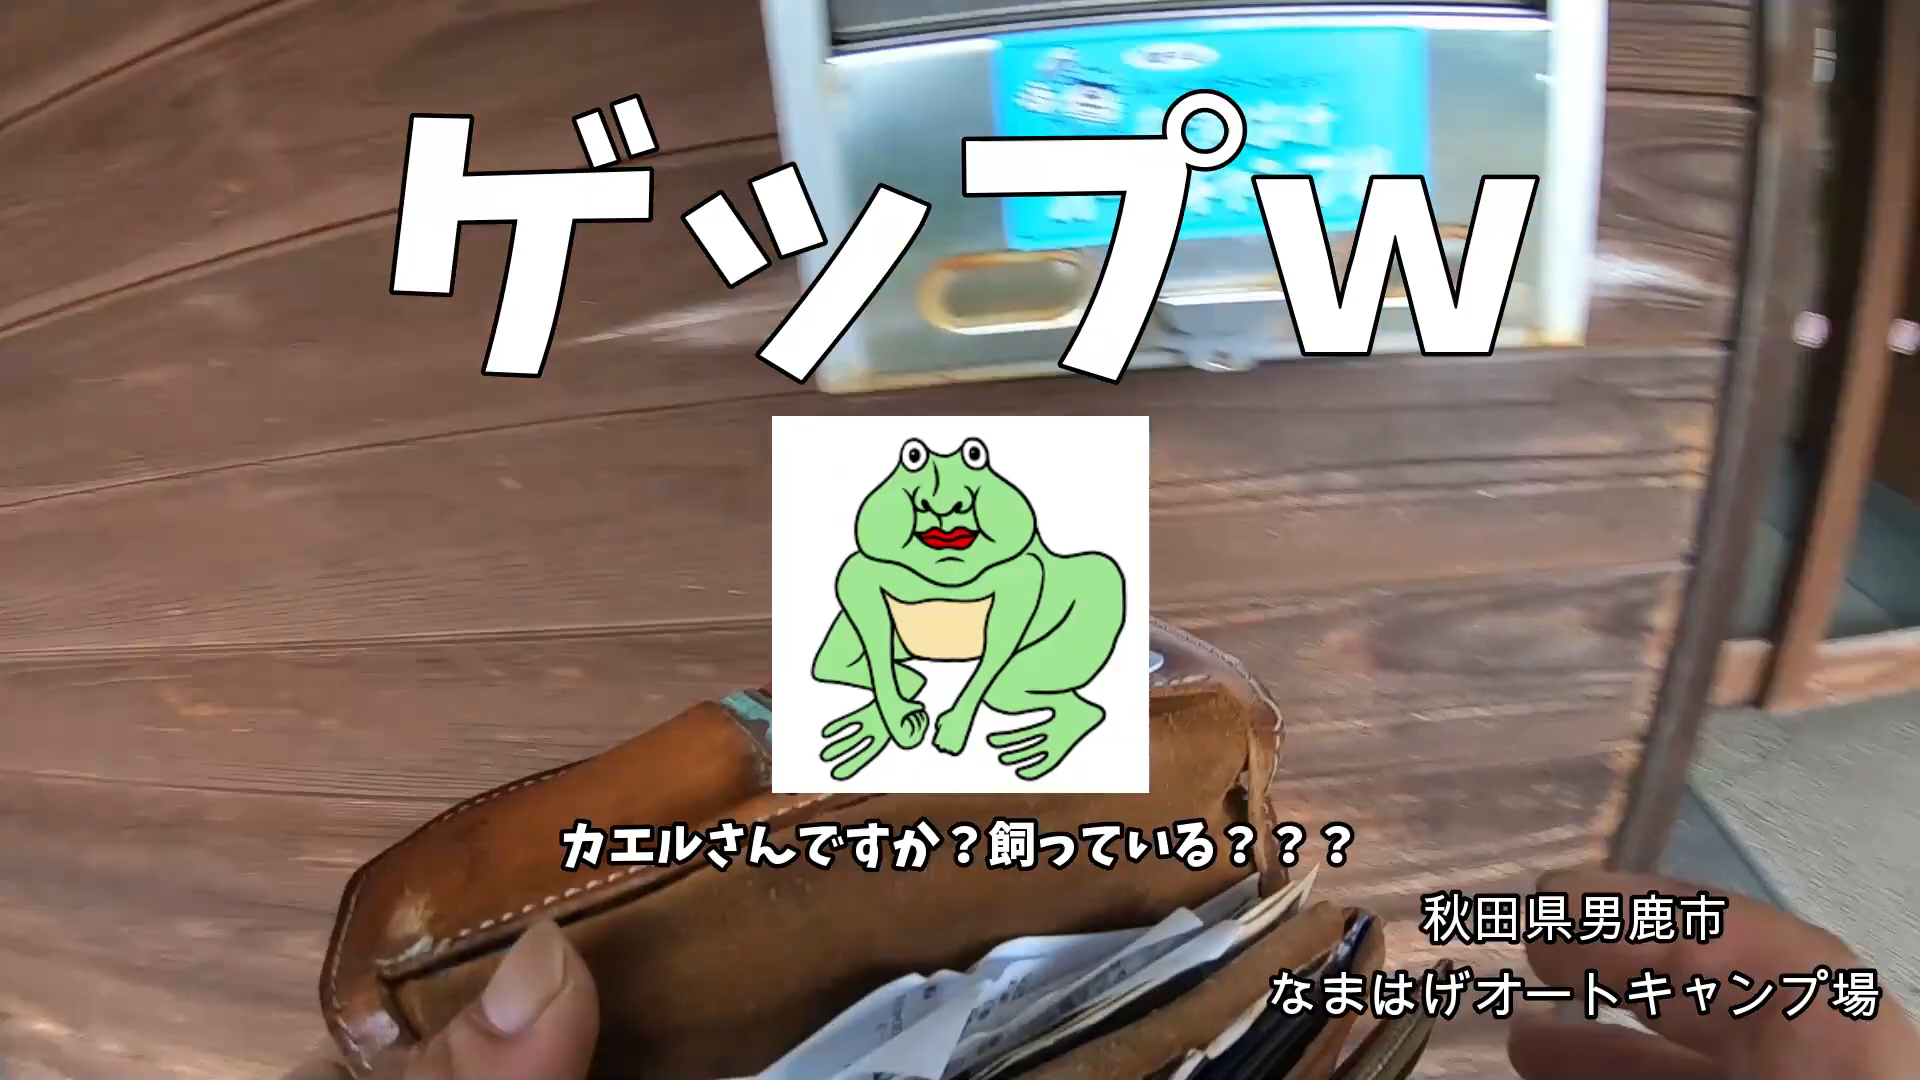 ゲップw
カエルさんですか？飼っている？？？
秋田県男鹿市
なまはげオートキャンプ場